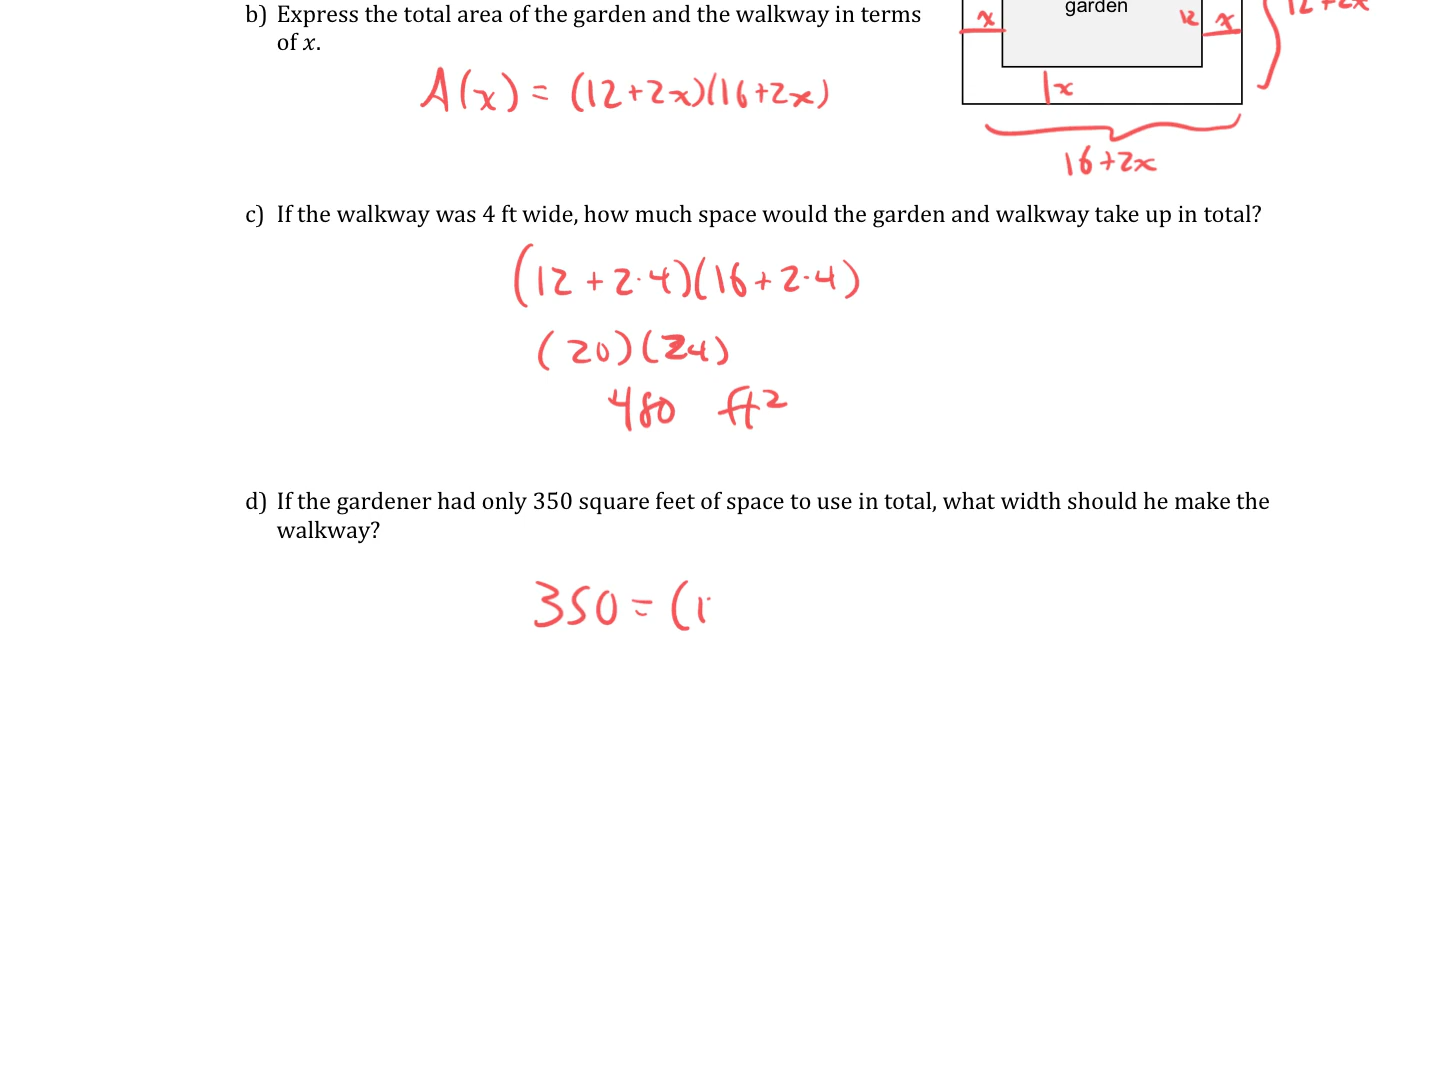 b) Express the total area of the garden and the walkway in terms
of x.
A(x) = (12+2x)(16+2x)
garden
x
12
x
12+2x
x
16+2x
c) If the walkway was 4 ft wide, how much space would the garden and walkway take up in total?
(12 + 2·4)(16 + 2·4)
(20)(24)
480 ft²
d) If the gardener had only 350 square feet of space to use in total, what width should he make the
walkway?
350 = (1